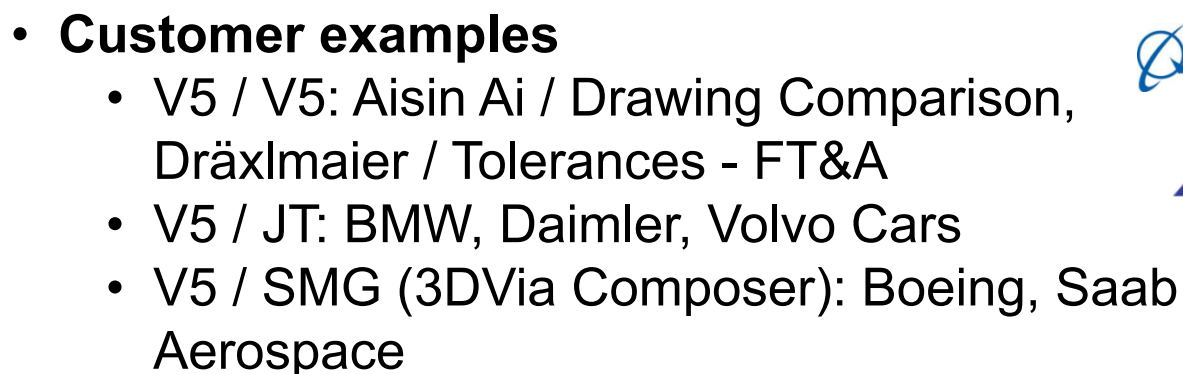 • Customer examples
• V5 / V5: Aisin Ai / Drawing Comparison,
Dräxlmaier / Tolerances - FT&A
• V5 / JT: BMW, Daimler, Volvo Cars
• V5 / SMG (3DVia Composer): Boeing, Saab
Aerospace